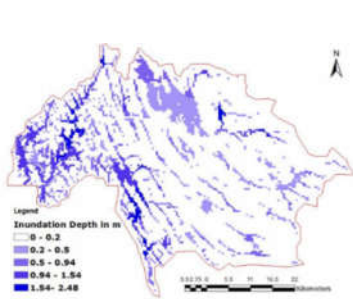 N
Legend
Inundation Depth in m
0 - 0.2
0.2 - 0.5
0.5 - 0.94
0.94 - 1.54
1.54- 2.48
Kilometers